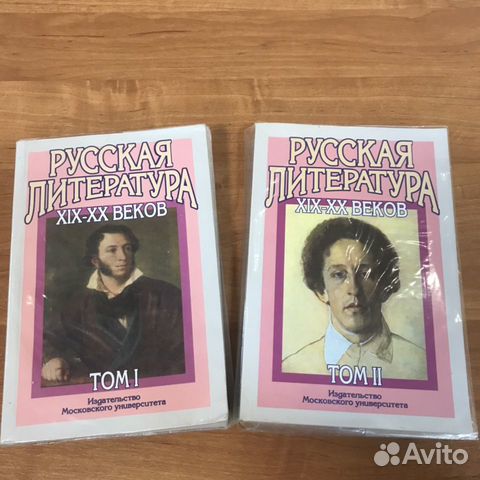 РУССКАЯ
ЛИТЕРАТУРА
XIX-XX ВЕКОВ
ТОМ I
Издательство
Московского университета
РУССКАЯ
ЛИТЕРАТУРА
XIX-XX ВЕКОВ
ТОМ II
Издательство
Московского университета
Avito